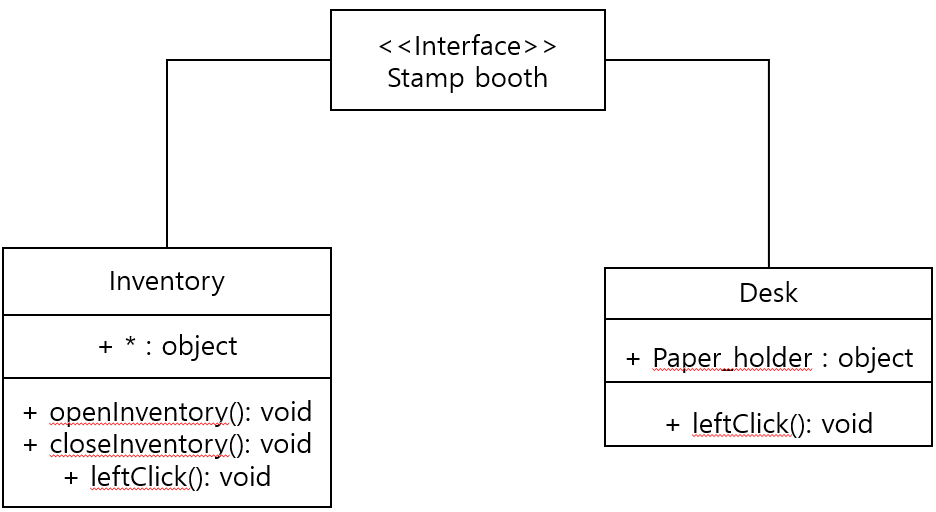 <<Interface>>
Stamp booth
Inventory
+ * : object
+ openInventory(): void
+ closeInventory(): void
+ leftClick(): void
Desk
+ Paper_holder : object
+ leftClick(): void